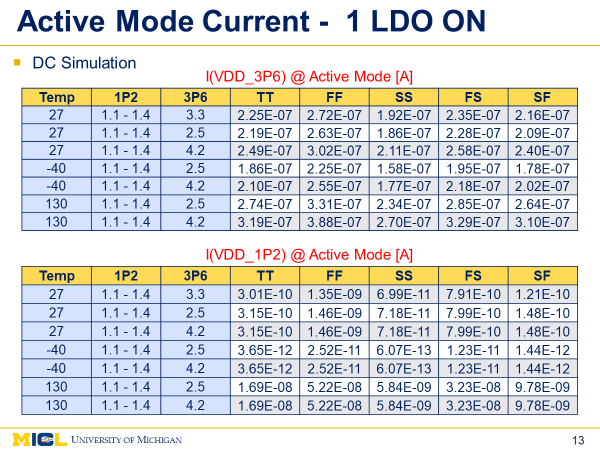 Active Mode Current - 1 LDO ON
DC Simulation
I(VDD_3P6) @ Active Mode [A]
Temp 1P2 3P6 TT FF SS FS SF
27 1.1 - 1.4 3.3 2.25E-07 2.72E-07 1.92E-07 2.35E-07 2.16E-07
27 1.1 - 1.4 2.5 2.19E-07 2.63E-07 1.86E-07 2.28E-07 2.09E-07
27 1.1 - 1.4 4.2 2.49E-07 3.02E-07 2.11E-07 2.58E-07 2.40E-07
-40 1.1 - 1.4 2.5 1.86E-07 2.25E-07 1.58E-07 1.95E-07 1.78E-07
-40 1.1 - 1.4 4.2 2.10E-07 2.55E-07 1.77E-07 2.18E-07 2.02E-07
130 1.1 - 1.4 2.5 2.74E-07 3.31E-07 2.34E-07 2.85E-07 2.64E-07
130 1.1 - 1.4 4.2 3.19E-07 3.88E-07 2.70E-07 3.29E-07 3.10E-07
I(VDD_1P2) @ Active Mode [A]
Temp 1P2 3P6 TT FF SS FS SF
27 1.1 - 1.4 3.3 3.01E-10 1.35E-09 6.99E-11 7.91E-10 1.21E-10
27 1.1 - 1.4 2.5 3.15E-10 1.46E-09 7.18E-11 7.99E-10 1.48E-10
27 1.1 - 1.4 4.2 3.15E-10 1.46E-09 7.18E-11 7.99E-10 1.48E-10
-40 1.1 - 1.4 2.5 3.65E-12 2.52E-11 6.07E-13 1.23E-11 1.44E-12
-40 1.1 - 1.4 4.2 3.65E-12 2.52E-11 6.07E-13 1.23E-11 1.44E-12
130 1.1 - 1.4 2.5 1.69E-08 5.22E-08 5.84E-09 3.23E-08 9.78E-09
130 1.1 - 1.4 4.2 1.69E-08 5.22E-08 5.84E-09 3.23E-08 9.78E-09
MICL UNIVERSITY OF MICHIGAN 13